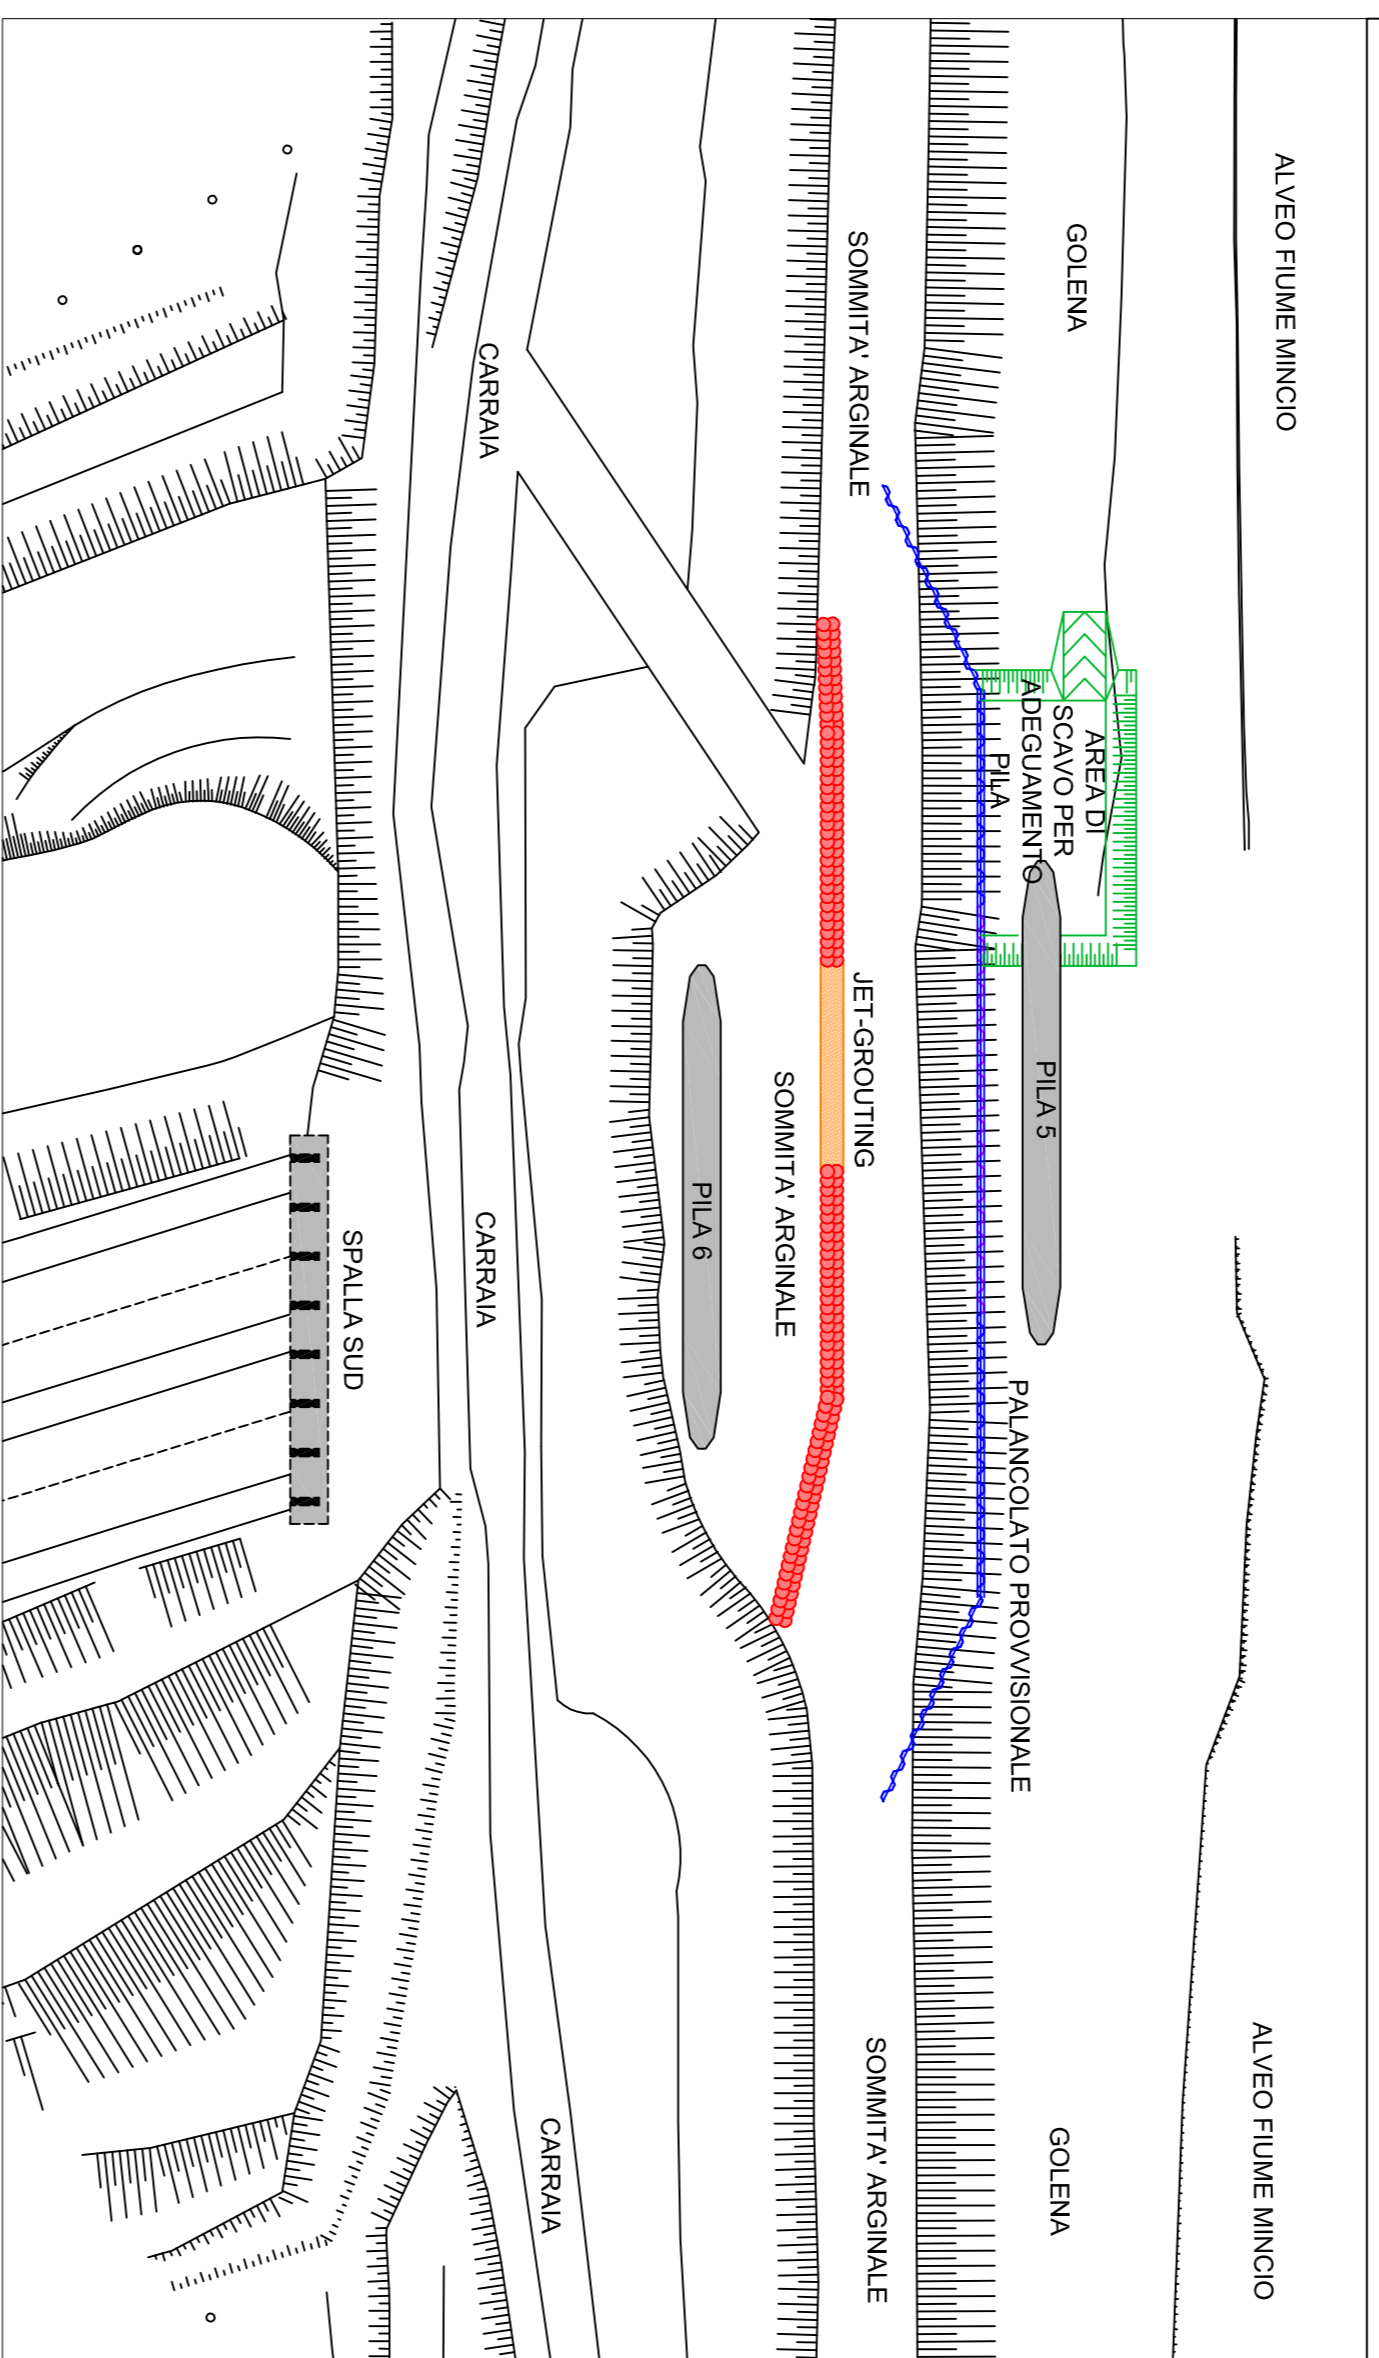 ALVEO FIUME MINCIO
ALVEO FIUME MINCIO
GOLENA
GOLENA
AREA DI
SCAVO PER
ADEGUAMENTO
PILA
PILA 5
PALANCOLATO PROVVISIONALE
SOMMITA' ARGINALE
JET-GROUTING
SOMMITA' ARGINALE
SOMMITA' ARGINALE
PILA 6
CARRAIA
CARRAIA
CARRAIA
SPALLA SUD